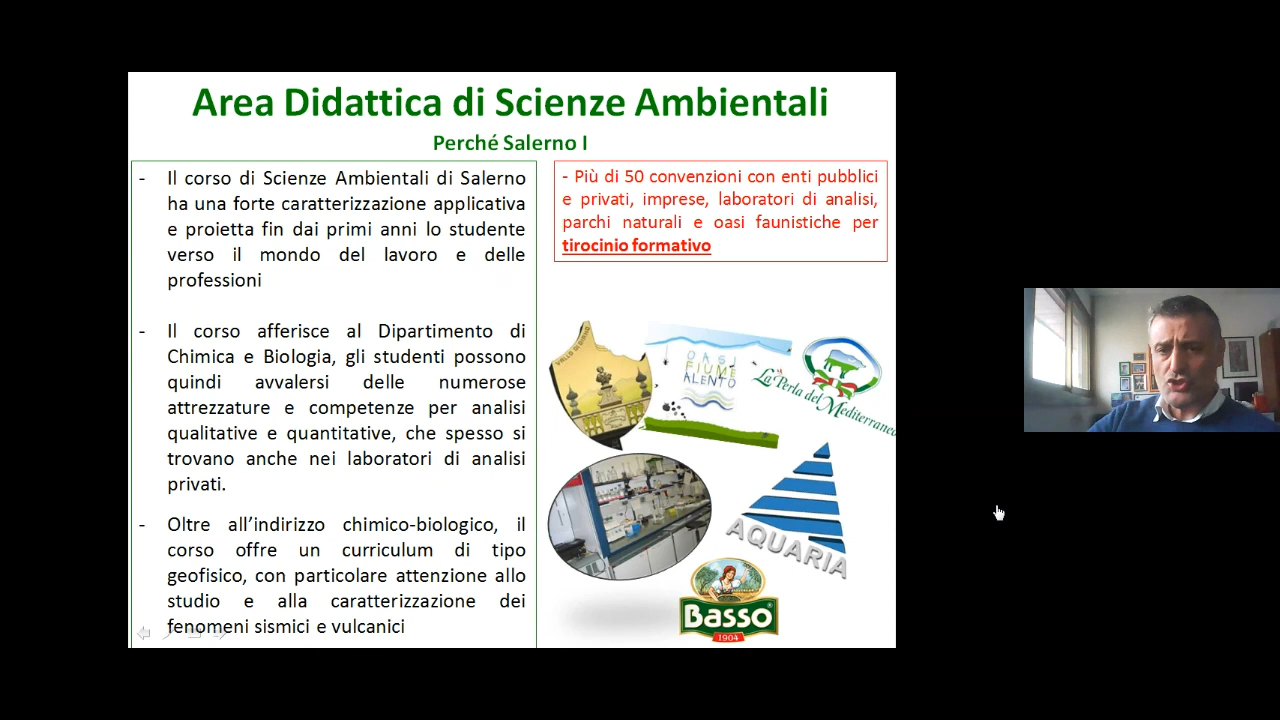 Area Didattica di Scienze Ambientali
Perché Salerno I
- Il corso di Scienze Ambientali di Salerno
ha una forte caratterizzazione applicativa
e proietta fin dai primi anni lo studente
verso il mondo del lavoro e delle
professioni
- Il corso afferisce al Dipartimento di
Chimica e Biologia, gli studenti possono
quindi avvalersi delle numerose
attrezzature e competenze per analisi
qualitative e quantitative, che spesso si
trovano anche nei laboratori di analisi
privati.
- Oltre all’indirizzo chimico-biologico, il
corso offre un curriculum di tipo
geofisico, con particolare attenzione allo
studio e alla caratterizzazione dei
fenomeni sismici e vulcanici
- Più di 50 convenzioni con enti pubblici
e privati, imprese, laboratori di analisi,
parchi naturali e oasi faunistiche per
tirocinio formativo
VALLO DI DIANO
OASI
FIUME
ALENTO
La Perla del Mediterraneo
AQUARIA
Basso
1904